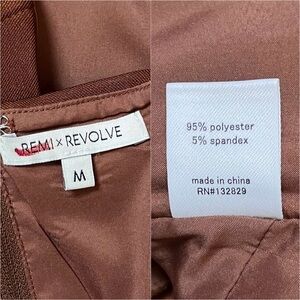 REMI x REVOLVE
M
95% polyester
5% spandex
made in china
RN#132829